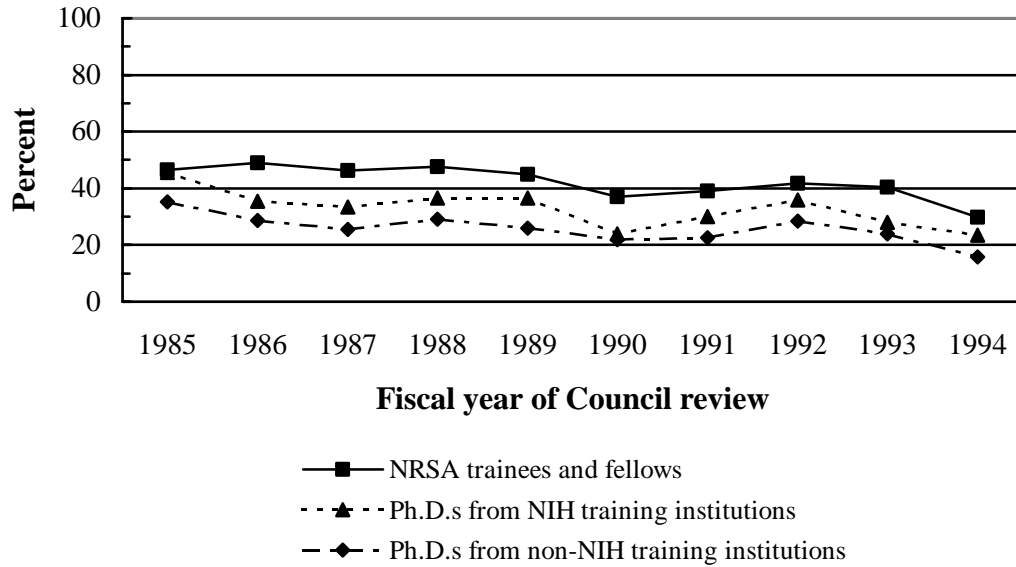 100
80
60
40
20
0
Percent
1985 1986 1987 1988 1989 1990 1991 1992 1993 1994
Fiscal year of Council review
NRSA trainees and fellows
Ph.D.s from NIH training institutions
Ph.D.s from non-NIH training institutions